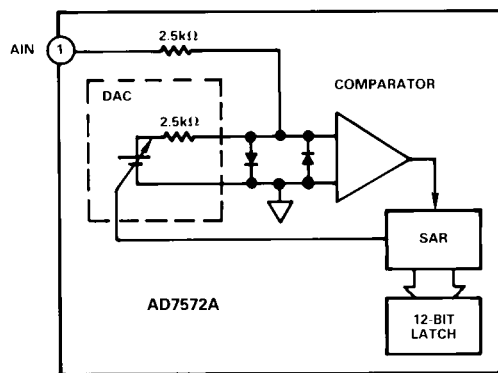 AIN
1
2.5kΩ
COMPARATOR
DAC
2.5kΩ
SAR
AD7572A
12-BIT
LATCH